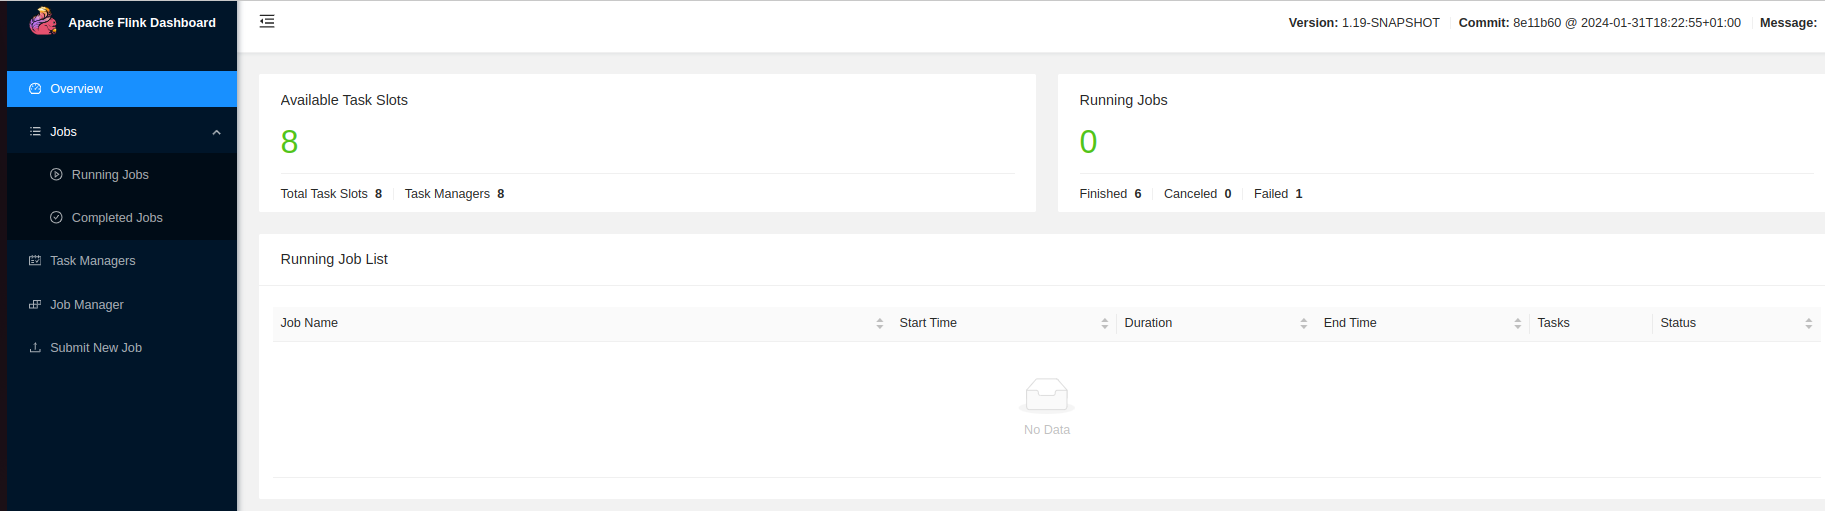 Apache Flink Dashboard
Version: 1.19-SNAPSHOT Commit: 8e11b60 @ 2024-01-31T18:22:55+01:00 Message:
Overview
Jobs
Running Jobs
Completed Jobs
Task Managers
Job Manager
Submit New Job
Available Task Slots
8
Total Task Slots 8 Task Managers 8
Running Jobs
0
Finished 6 Canceled 0 Failed 1
Running Job List
Job Name Start Time Duration End Time Tasks Status
No Data